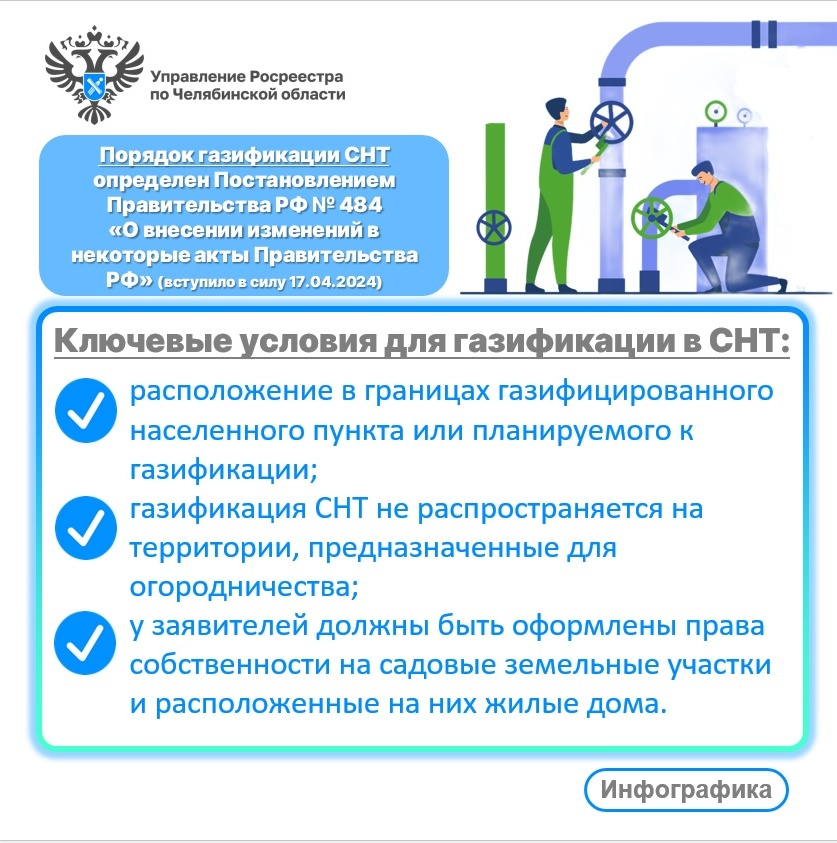 Управление Росреестра
по Челябинской области
Порядок газификации СНТ
определен Постановлением
Правительства РФ № 484
«О внесении изменений в
некоторые акты Правительства
РФ» (вступило в силу 17.04.2024)
Ключевые условия для газификации в СНТ:
расположение в границах газифицированного
населенного пункта или планируемого к
газификации;
газификация СНТ не распространяется на
территории, предназначенные для
огородничества;
у заявителей должны быть оформлены права
собственности на садовые земельные участки
и расположенные на них жилые дома.
Инфографика